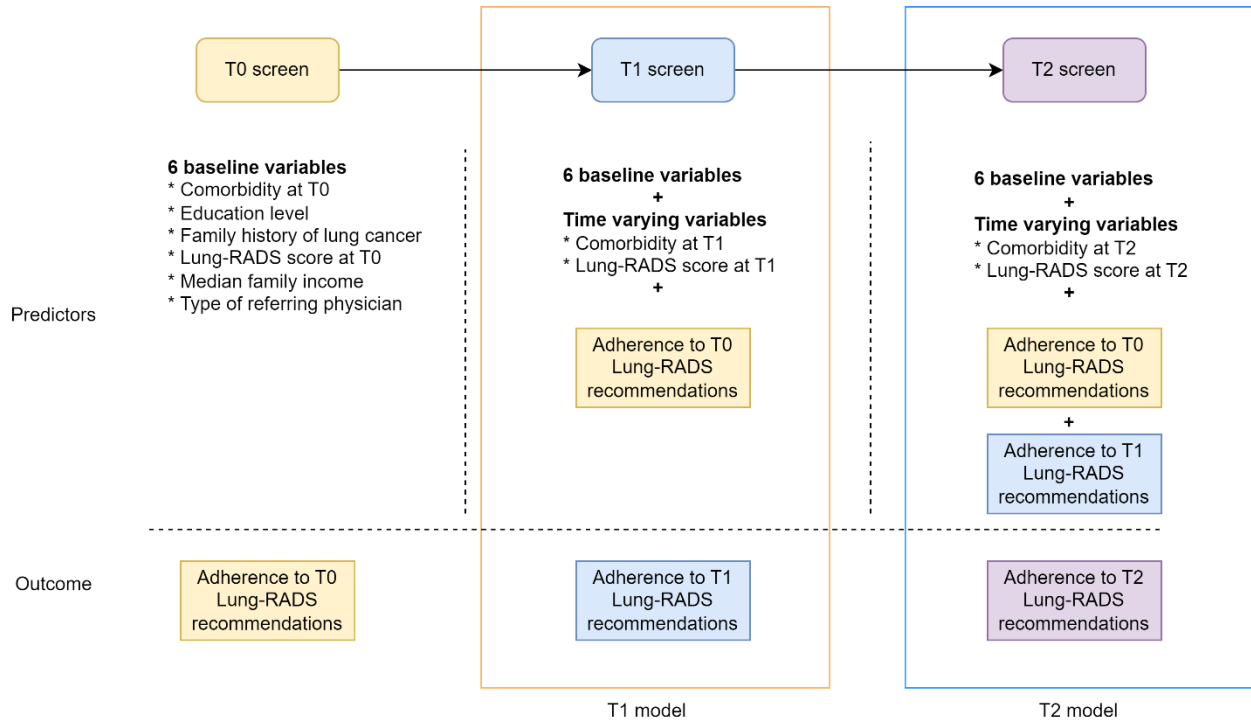 T0 screen
T1 screen
T2 screen
Predictors
6 baseline variables
* Comorbidity at T0
* Education level
* Family history of lung cancer
* Lung-RADS score at T0
* Median family income
* Type of referring physician
6 baseline variables
+
Time varying variables
* Comorbidity at T1
* Lung-RADS score at T1
+
Adherence to T0
Lung-RADS
recommendations
6 baseline variables
+
Time varying variables
* Comorbidity at T2
* Lung-RADS score at T2
+
Adherence to T0
Lung-RADS
recommendations
+
Adherence to T1
Lung-RADS
recommendations
Outcome
Adherence to T0
Lung-RADS
recommendations
Adherence to T1
Lung-RADS
recommendations
Adherence to T2
Lung-RADS
recommendations
T1 model
T2 model